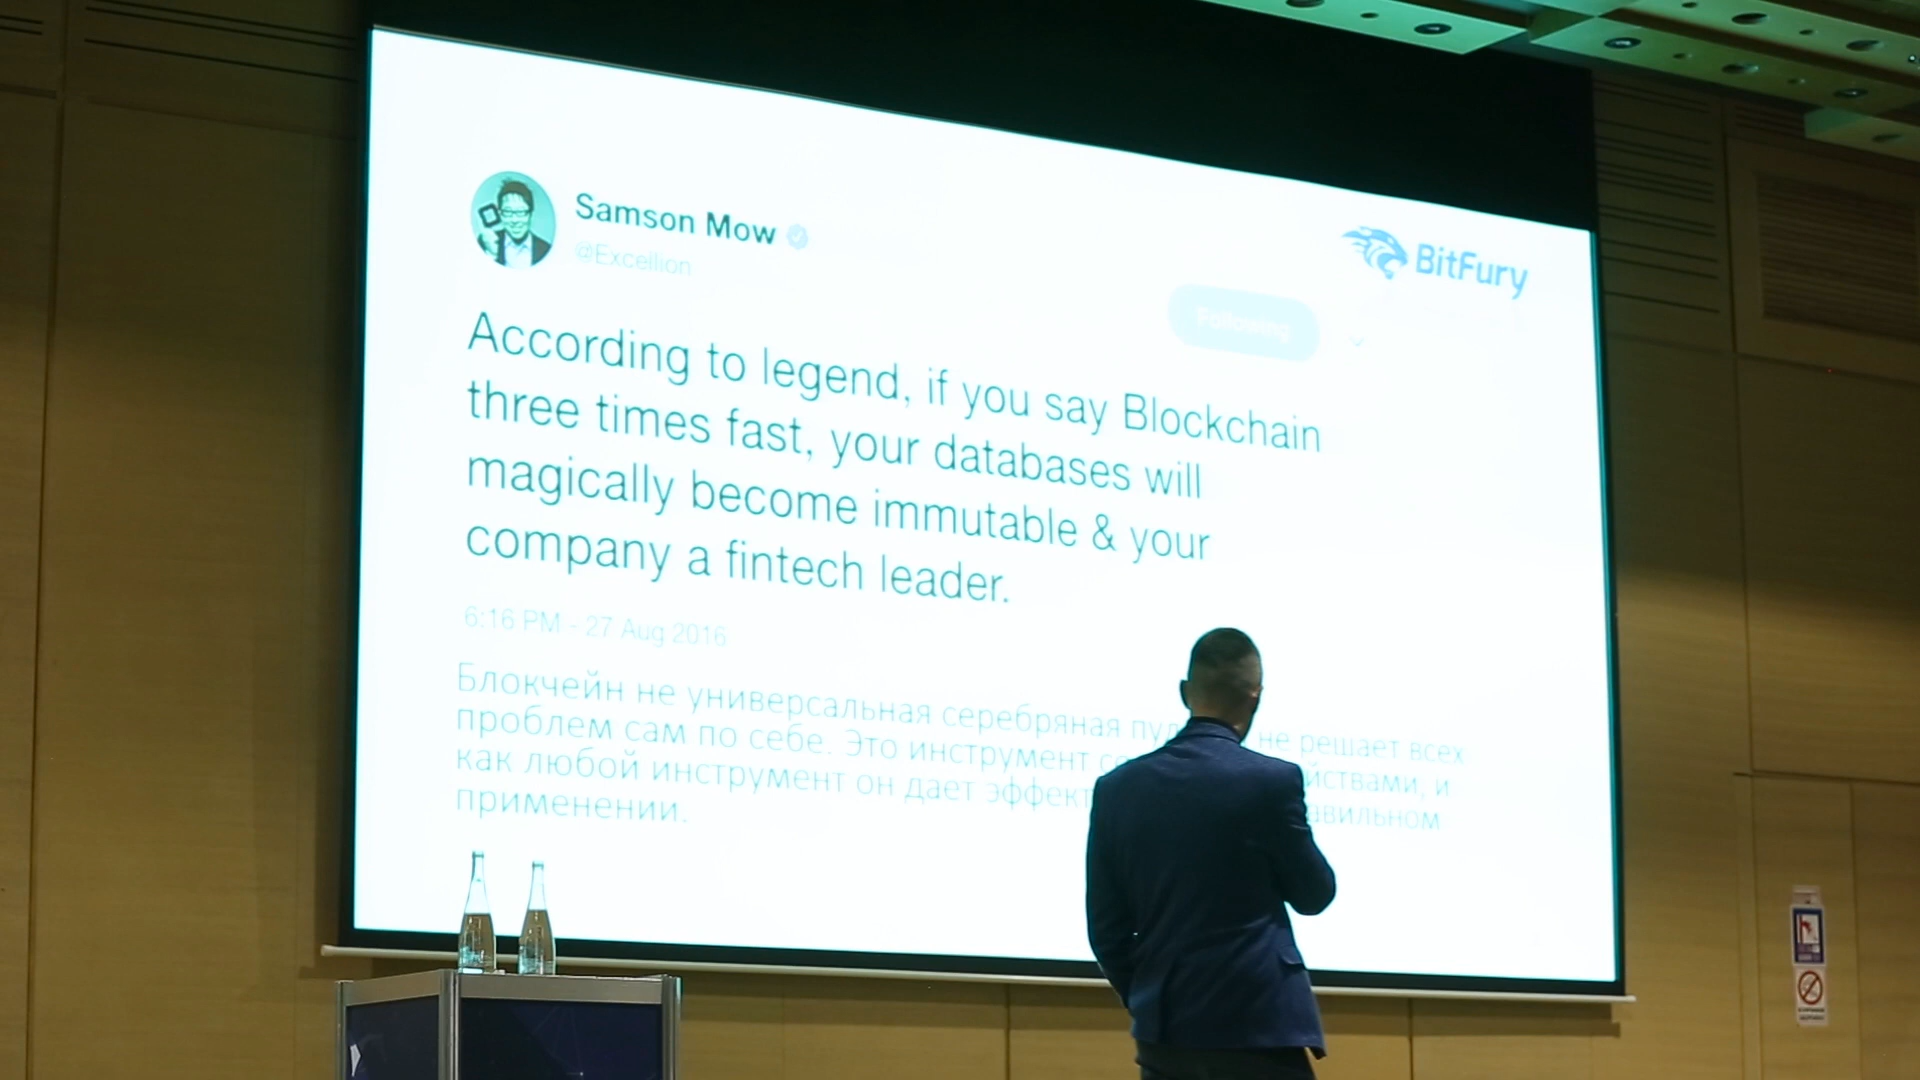 Samson Mow
@Excellion
BitFury
Following
According to legend, if you say Blockchain
three times fast, your databases will
magically become immutable & your
company a fintech leader.
6:16 PM - 27 Aug 2016
Блокчейн не универсальная серебряная не решает всех
проблем сам по себе. Это инструмент и
как любой инструмент он дает
применении.